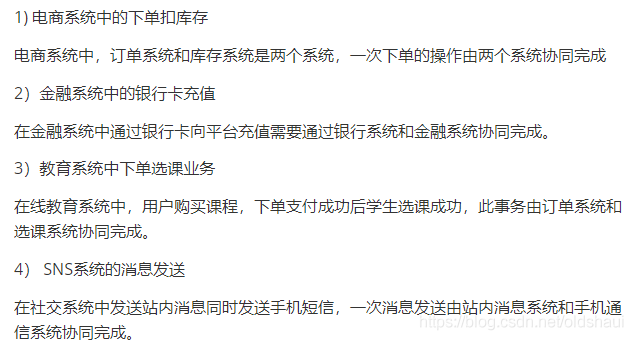 1) 电商系统中的下单扣库存
电商系统中，订单系统和库存系统是两个系统，一次下单的操作由两个系统协同完成
2）金融系统中的银行卡充值
在金融系统中通过银行卡向平台充值需要通过银行系统和金融系统协同完成。
3）教育系统中下单选课业务
在线教育系统中，用户购买课程，下单支付成功后学生选课成功，此事务由订单系统和
选课系统协同完成。
4） SNS系统的消息发送
在社交系统中发送站内消息同时发送手机短信，一次消息发送由站内消息系统和手机通
信系统协同完成。
https://blog.csdn.net/oldshaui